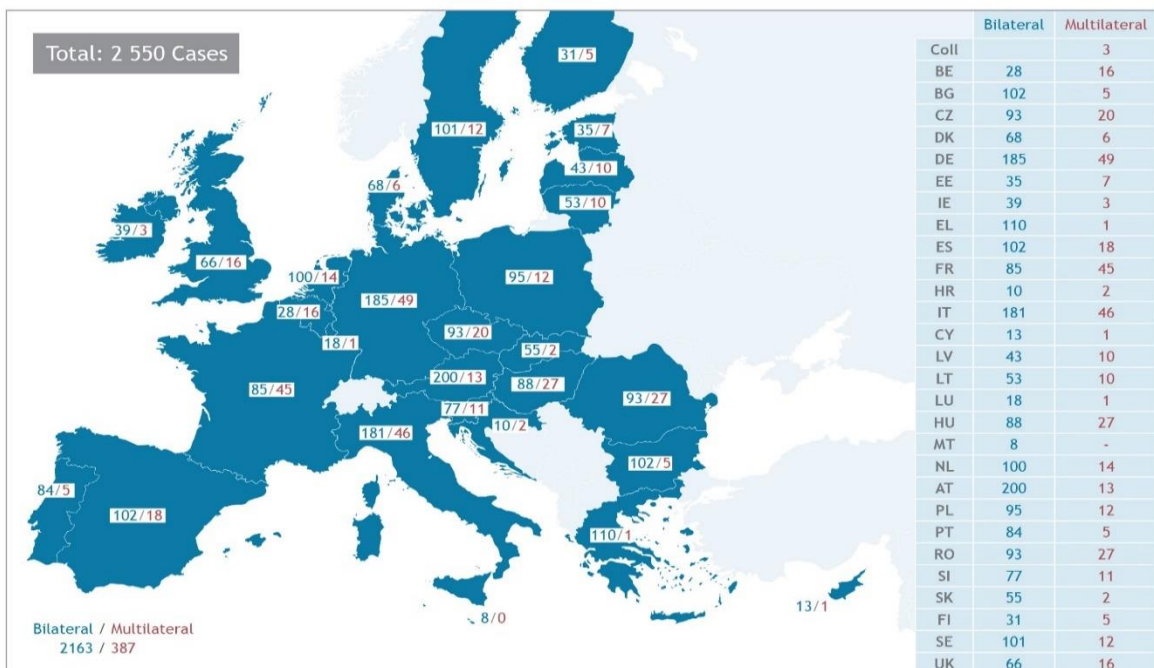 Total: 2 550 Cases
31/5
101/12
35/7
43/10
68/6
53/10
39/3
66/16
100/14
95/12
185/49
28/16
93/20
18/1
55/2
200/13
88/27
85/45
93/27
77/11
10/2
181/46
102/5
84/5
102/18
110/1
13/1
8/0
Bilateral / Multilateral
2163 / 387
Bilateral Multilateral
Coll 3
BE 28 16
BG 102 5
CZ 93 20
DK 68 6
DE 185 49
EE 35 7
IE 39 3
EL 110 1
ES 102 18
FR 85 45
HR 10 2
IT 181 46
CY 13 1
LV 43 10
LT 53 10
LU 18 1
HU 88 27
MT 8 -
NL 100 14
AT 200 13
PL 95 12
PT 84 5
RO 93 27
SI 77 11
SK 55 2
FI 31 5
SE 101 12
UK 66 16